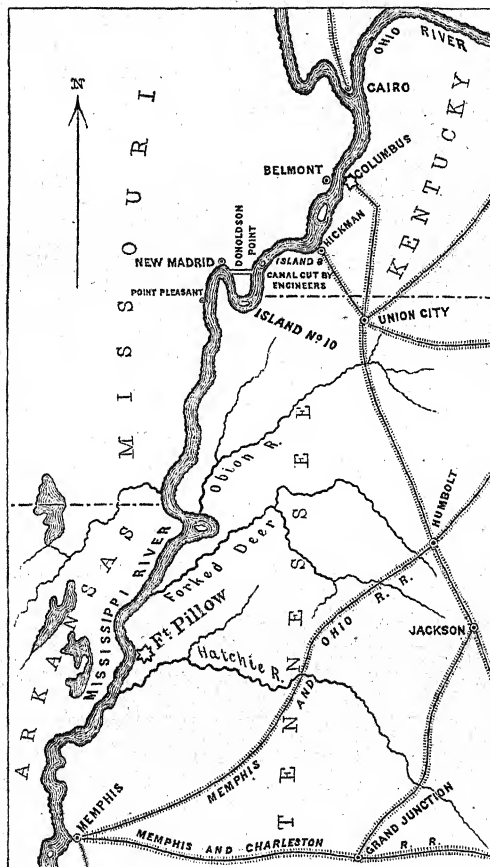 OHIO RIVER
CAIRO
N
MISSOURI
KENTUCKY
BELMONT
COLUMBUS
HICKMAN
DONOLDSON
POINT
NEW MADRID
ISLAND 8
CANAL CUT BY
ENGINEERS
POINT PLEASANT
ISLAND No 10
UNION CITY
Obion R.
TENNESSEE
ARKANSAS
MISSISSIPPI RIVER
Forked Deer
HUMBOLT
Ft. Pillow
JACKSON
Hatchie R.
MEMPHIS AND OHIO R. R.
MEMPHIS
MEMPHIS AND CHARLESTON R. R.
GRAND JUNCTION